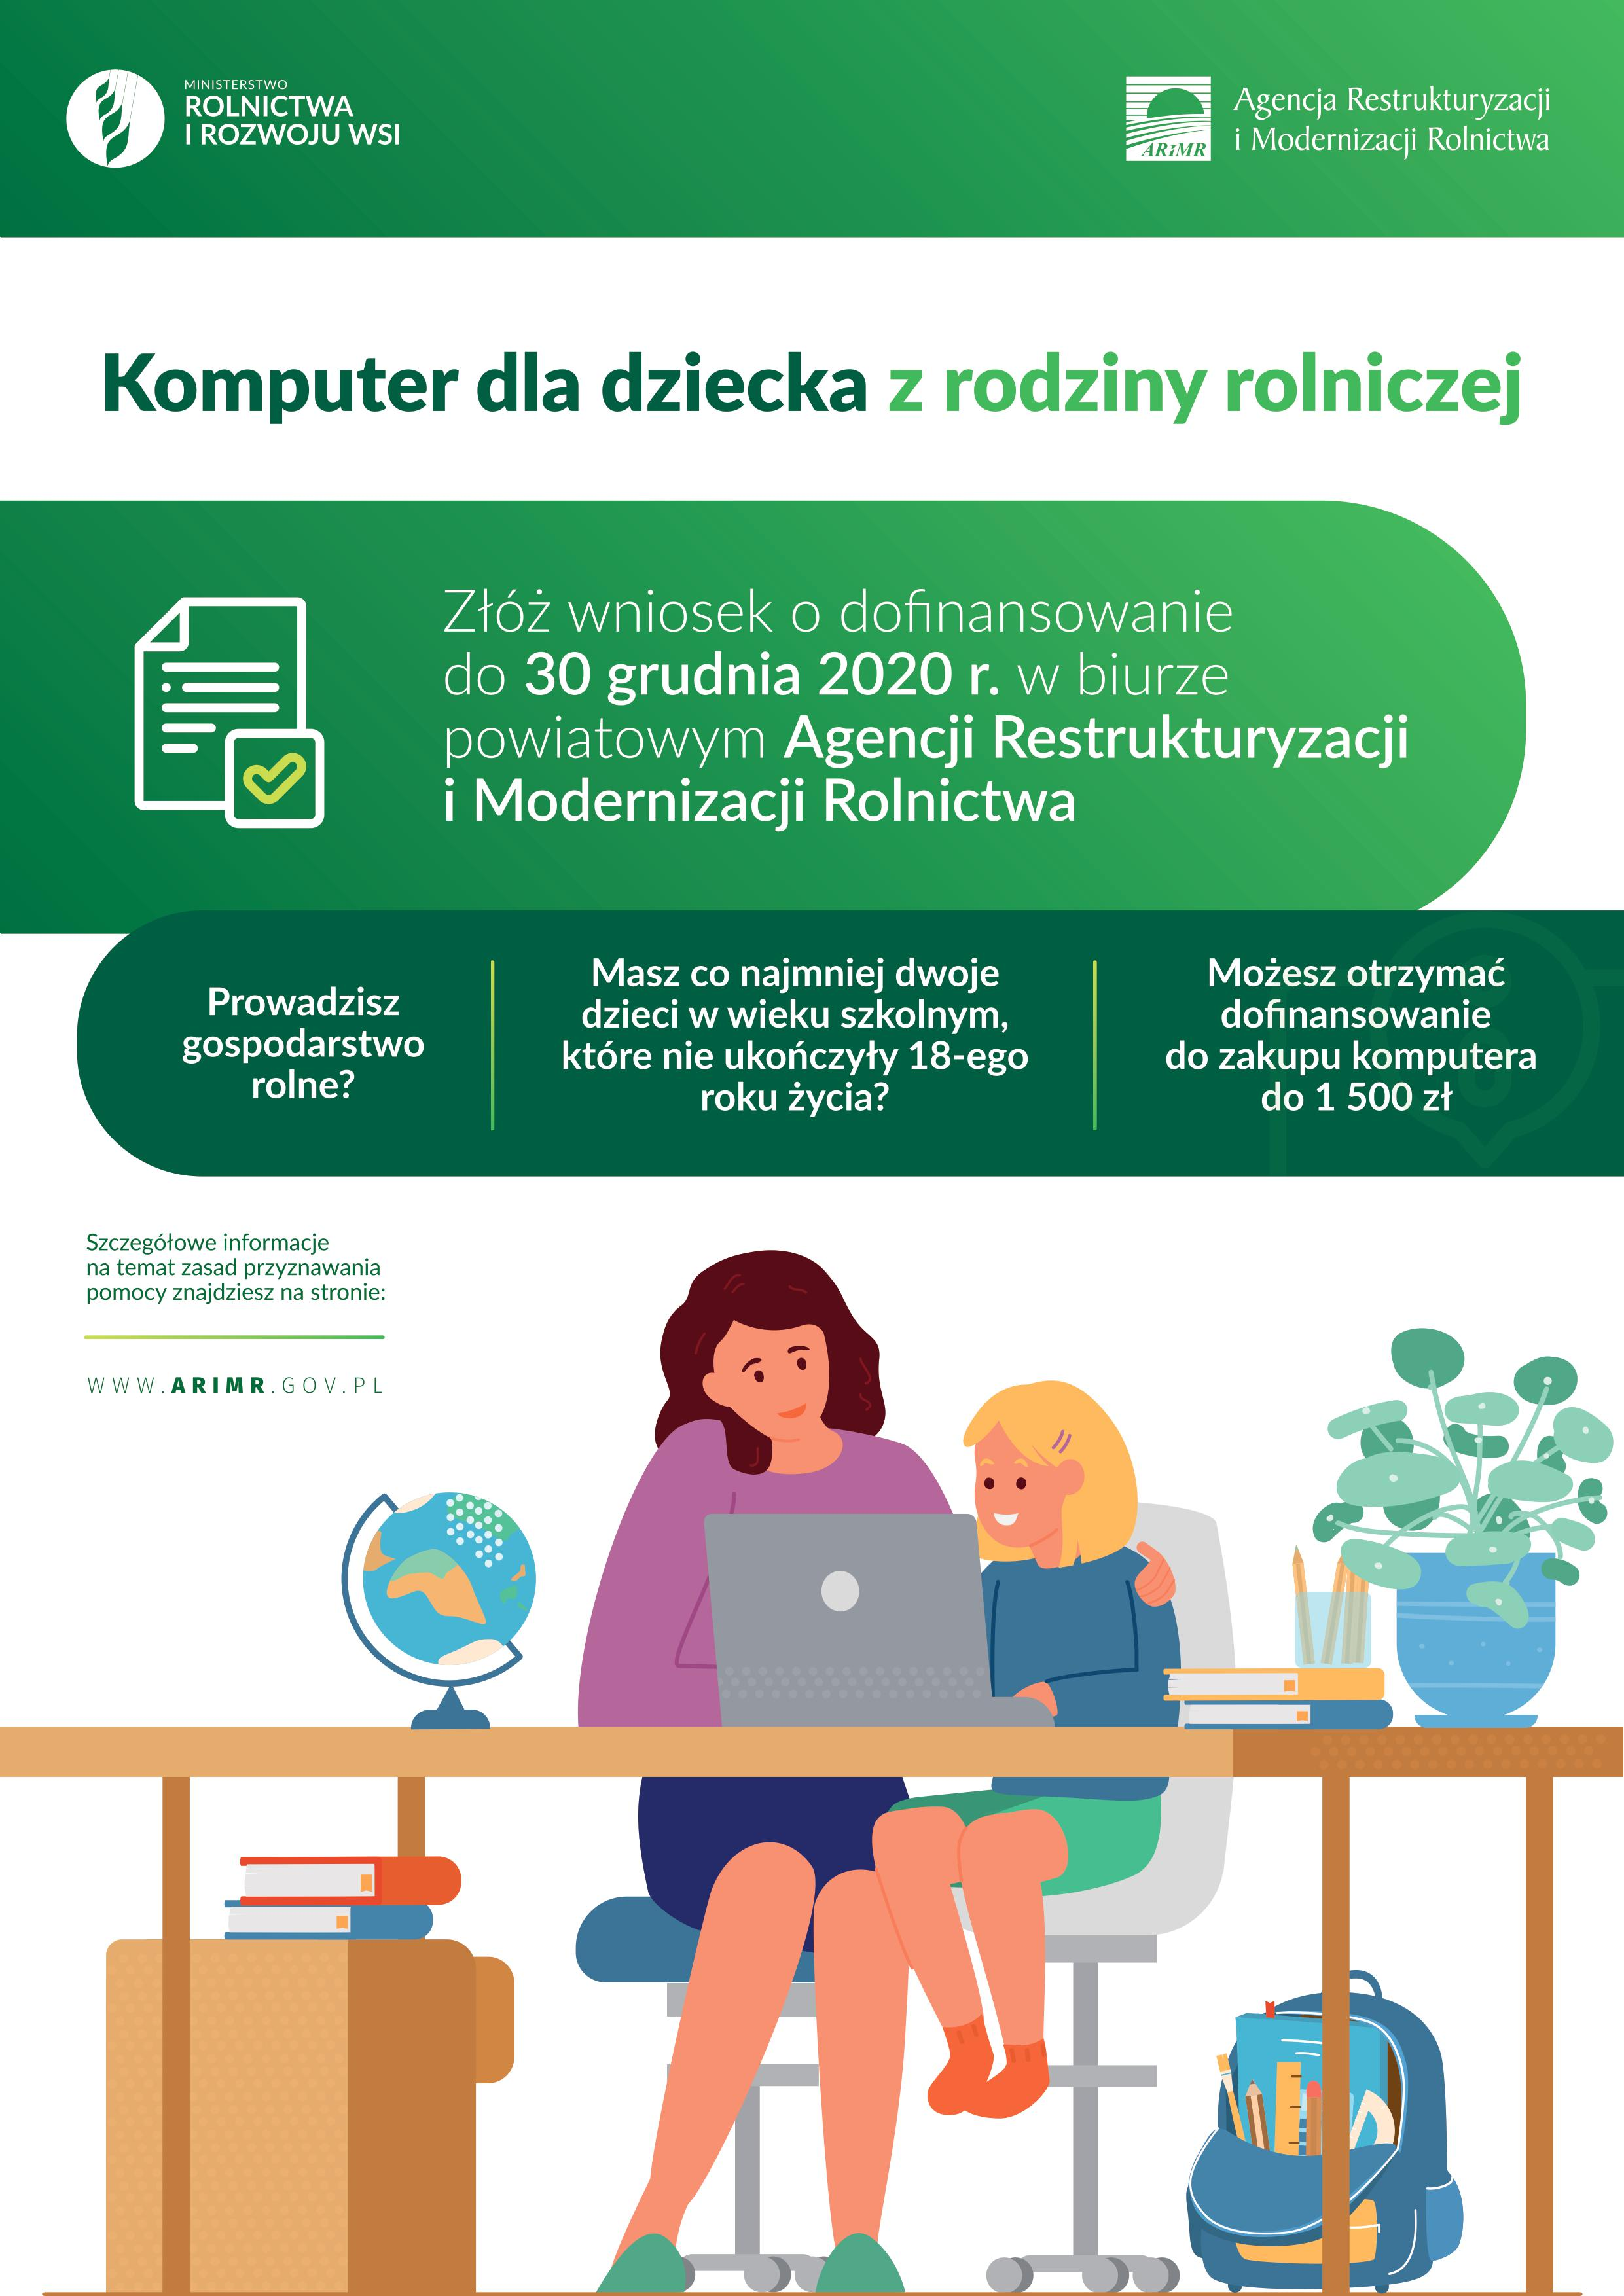 MINISTERSTWO
ROLNICTWA
I ROZWOJU WSI
ARiMR
Agencja Restrukturyzacji
i Modernizacji Rolnictwa
Komputer dla dziecka z rodziny rolniczej
Złóż wniosek o dofinansowanie
do 30 grudnia 2020 r. w biurze
powiatowym Agencji Restrukturyzacji
i Modernizacji Rolnictwa
Prowadzisz
gospodarstwo
rolne?
Masz co najmniej dwoje
dzieci w wieku szkolnym,
które nie ukończyły 18-ego
roku życia?
Możesz otrzymać
dofinansowanie
do zakupu komputera
do 1 500 zł
Szczegółowe informacje
na temat zasad przyznawania
pomocy znajdziesz na stronie:
WWW.ARIMR.GOV.PL